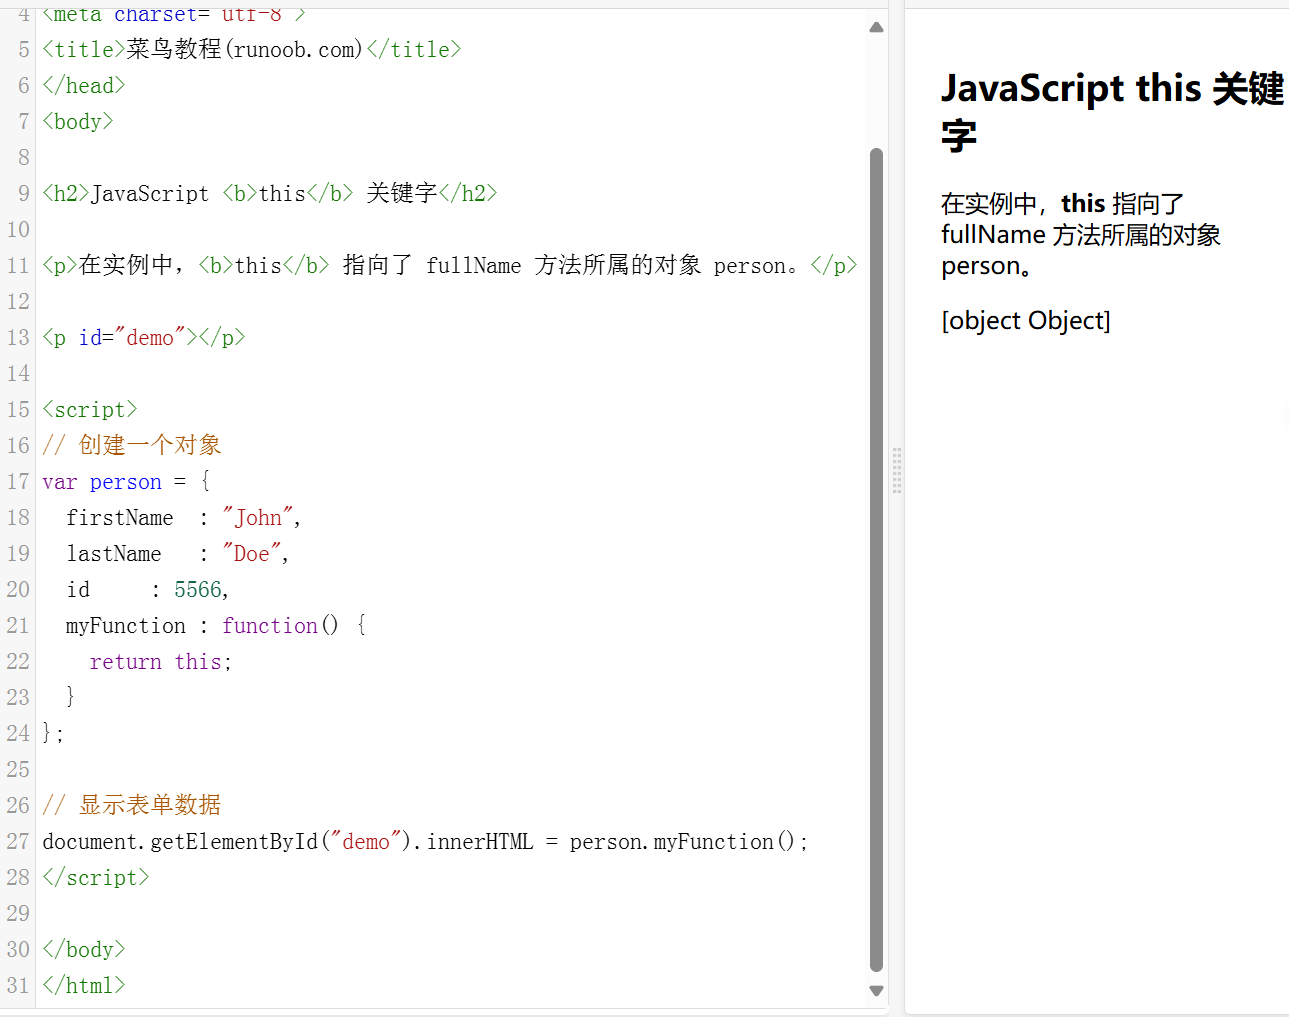 4 <meta charset="utf-8">
5 <title>菜鸟教程(runoob.com)</title>
6 </head>
7 <body>
8
9 <h2>JavaScript <b>this</b> 关键字</h2>
10
11 <p>在实例中，<b>this</b> 指向了 fullName 方法所属的对象 person。</p>
12
13 <p id="demo"></p>
14
15 <script>
16 // 创建一个对象
17 var person = {
18   firstName  : "John",
19   lastName   : "Doe",
20   id     : 5566,
21   myFunction : function() {
22     return this;
23   }
24 };
25
26 // 显示表单数据
27 document.getElementById("demo").innerHTML = person.myFunction();
28 </script>
29
30 </body>
31 </html>
JavaScript this 关键
字
在实例中，this 指向了
fullName 方法所属的对象
person。
[object Object]